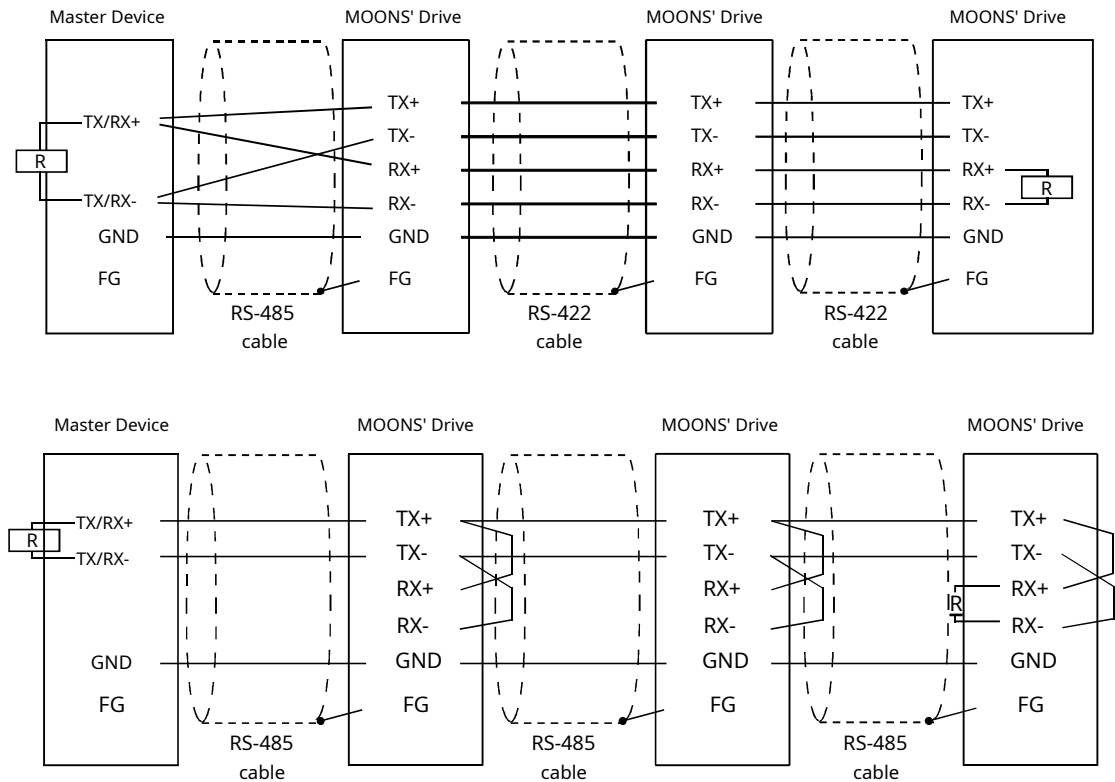 Master Device
MOONS' Drive
MOONS' Drive
MOONS' Drive
TX/RX+
R
TX/RX-
GND
FG
TX+
TX-
RX+
RX-
GND
FG
TX+
TX-
RX+
RX-
GND
FG
TX+
TX-
RX+
R
RX-
GND
FG
RS-485
cable
RS-422
cable
RS-422
cable
Master Device
MOONS' Drive
MOONS' Drive
MOONS' Drive
TX/RX+
R
TX/RX-
GND
FG
TX+
TX-
RX+
RX-
GND
FG
TX+
TX-
RX+
RX-
GND
FG
TX+
TX-
RX+
R
RX-
GND
FG
RS-485
cable
RS-485
cable
RS-485
cable